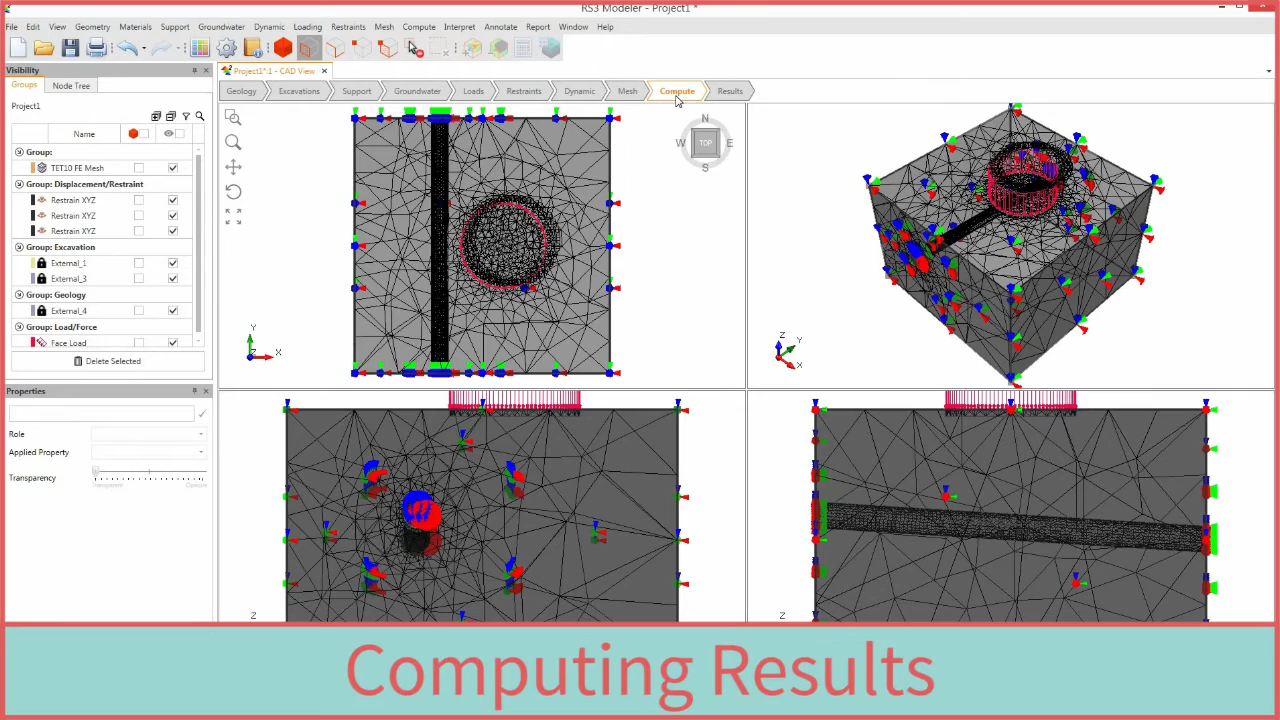 RS3 Modeler - Project1 *
File Edit View Geometry Materials Support Groundwater Dynamic Loading Restraints Mesh Compute Interpret Annotate Report Window Help
Visibility
Groups Node Tree
Project1
Name
Group:
TET10 FE Mesh
Group: Displacement/Restraint
Restrain XYZ
Restrain XYZ
Restrain XYZ
Group: Excavation
External_1
External_3
Group: Geology
External_4
Group: Load/Force
Face Load
Delete Selected
Properties
Role
Applied Property
Transparency
Transparent Opaque
Project1*:1 - CAD View
Geology Excavations Support Groundwater Loads Restraints Dynamic Mesh Compute Results
N
W TOP E
S
Y
Z X
Z
Y
X
Z
Z
Computing Results